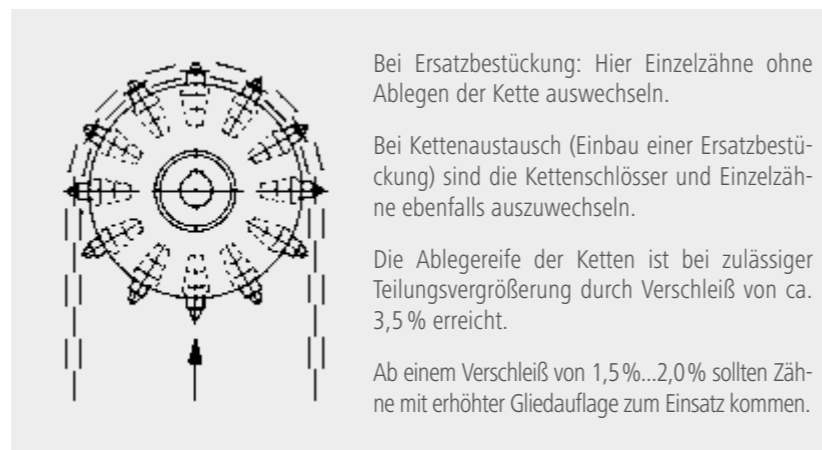 Bei Ersatzbestückung: Hier Einzelzähne ohne
Ablegen der Kette auswechseln.
Bei Kettenaustausch (Einbau einer Ersatzbestü-
ckung) sind die Kettenschlösser und Einzelzäh-
ne ebenfalls auszuwechseln.
Die Ablegereife der Ketten ist bei zulässiger
Teilungsvergrößerung durch Verschleiß von ca.
3,5 % erreicht.
Ab einem Verschleiß von 1,5 %...2,0 % sollten Zäh-
ne mit erhöhter Gliedauflage zum Einsatz kommen.